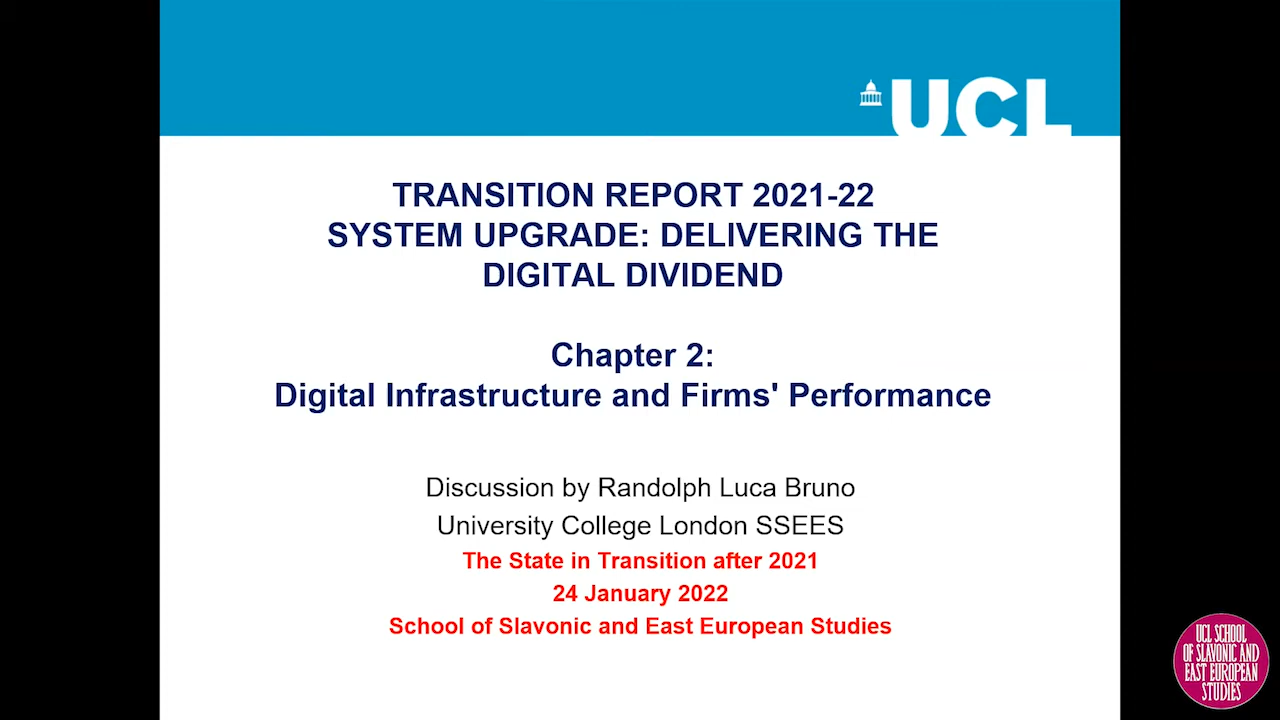 UCL
TRANSITION REPORT 2021-22
SYSTEM UPGRADE: DELIVERING THE
DIGITAL DIVIDEND
Chapter 2:
Digital Infrastructure and Firms' Performance
Discussion by Randolph Luca Bruno
University College London SSEES
The State in Transition after 2021
24 January 2022
School of Slavonic and East European Studies
UCL SCHOOL
OF SLAVONIC AND
EAST EUROPEAN
STUDIES